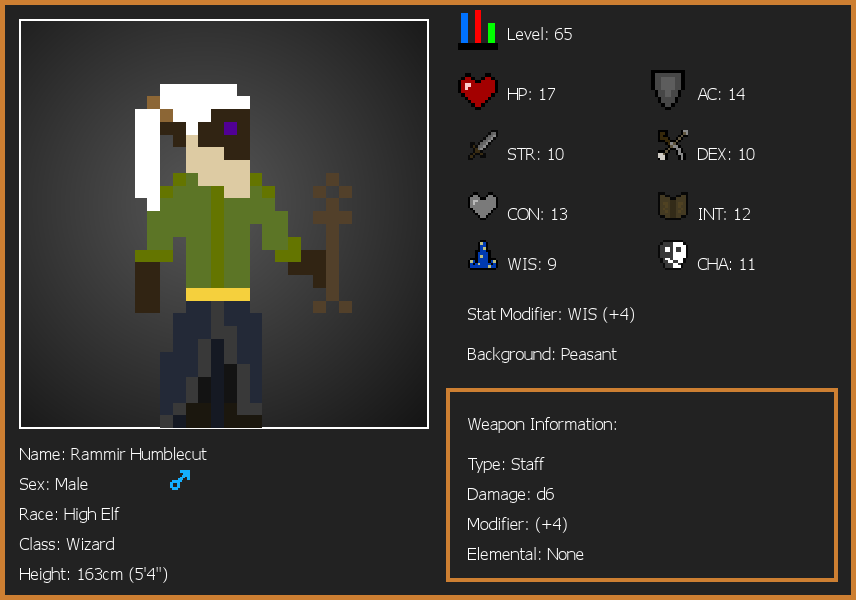 Level: 65
HP: 17
AC: 14
STR: 10
DEX: 10
CON: 13
INT: 12
WIS: 9
CHA: 11
Stat Modifier: WIS (+4)
Background: Peasant
Weapon Information:
Type: Staff
Damage: d6
Modifier: (+4)
Elemental: None
Name: Rammir Humblecut
Sex: Male
Race: High Elf
Class: Wizard
Height: 163cm (5'4")